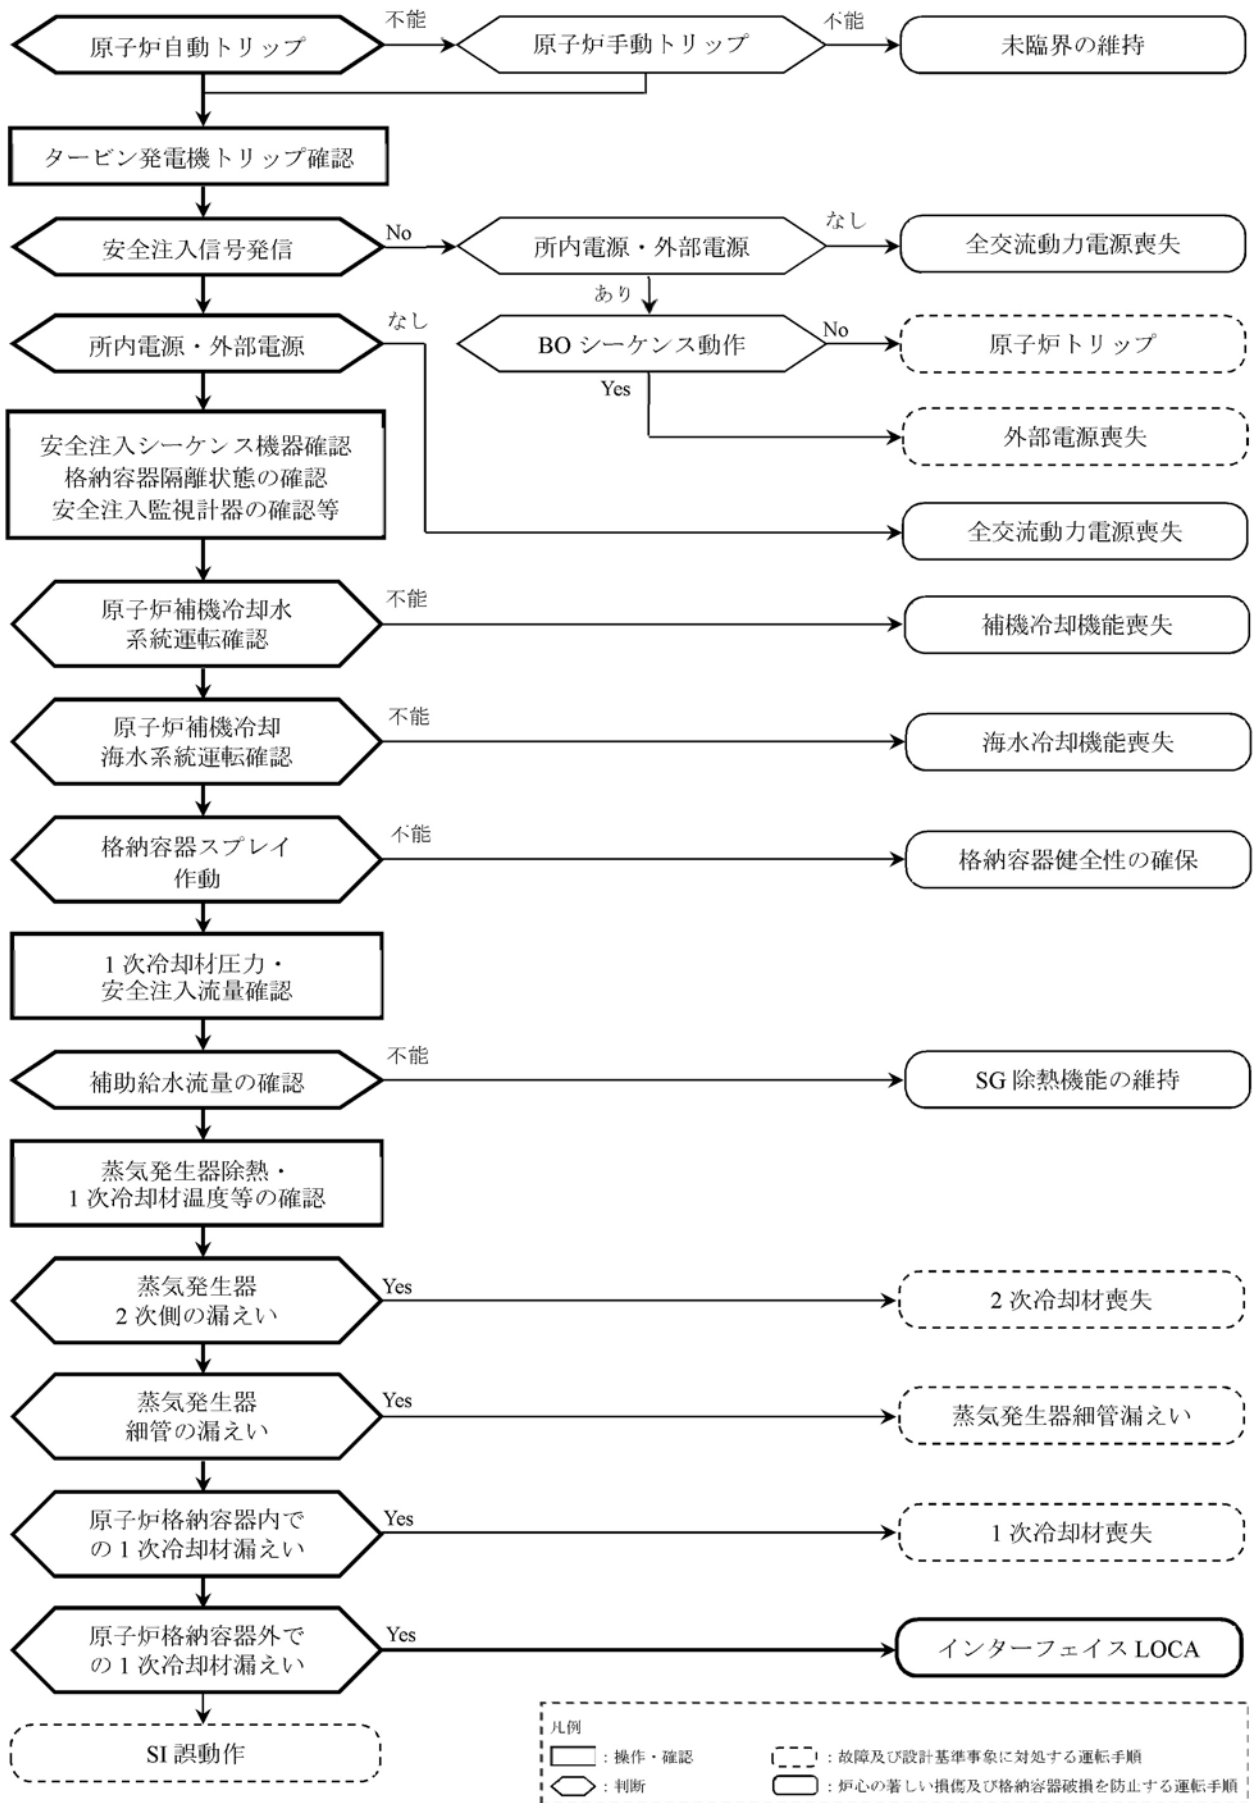 原子炉自動トリップ
不能
原子炉手動トリップ
不能
未臨界の維持
タービン発電機トリップ確認
安全注入信号発信
No
所内電源・外部電源
なし
全交流動力電源喪失
あり
所内電源・外部電源
なし
BO シーケンス動作
No
原子炉トリップ
Yes
外部電源喪失
安全注入シーケンス機器確認
格納容器隔離状態の確認
安全注入監視計器の確認等
全交流動力電源喪失
原子炉補機冷却水
系統運転確認
不能
補機冷却機能喪失
原子炉補機冷却
海水系統運転確認
不能
海水冷却機能喪失
格納容器スプレイ
作動
不能
格納容器健全性の確保
1 次冷却材圧力・
安全注入流量確認
補助給水流量の確認
不能
SG 除熱機能の維持
蒸気発生器除熱・
1 次冷却材温度等の確認
蒸気発生器
2 次側の漏えい
Yes
2 次冷却材喪失
蒸気発生器
細管の漏えい
Yes
蒸気発生器細管漏えい
原子炉格納容器内で
の 1 次冷却材漏えい
Yes
1 次冷却材喪失
原子炉格納容器外で
の 1 次冷却材漏えい
Yes
インターフェイス LOCA
SI 誤動作
凡例
：操作・確認
：故障及び設計基準事象に対処する運転手順
：判断
：炉心の著しい損傷及び格納容器破損を防止する運転手順